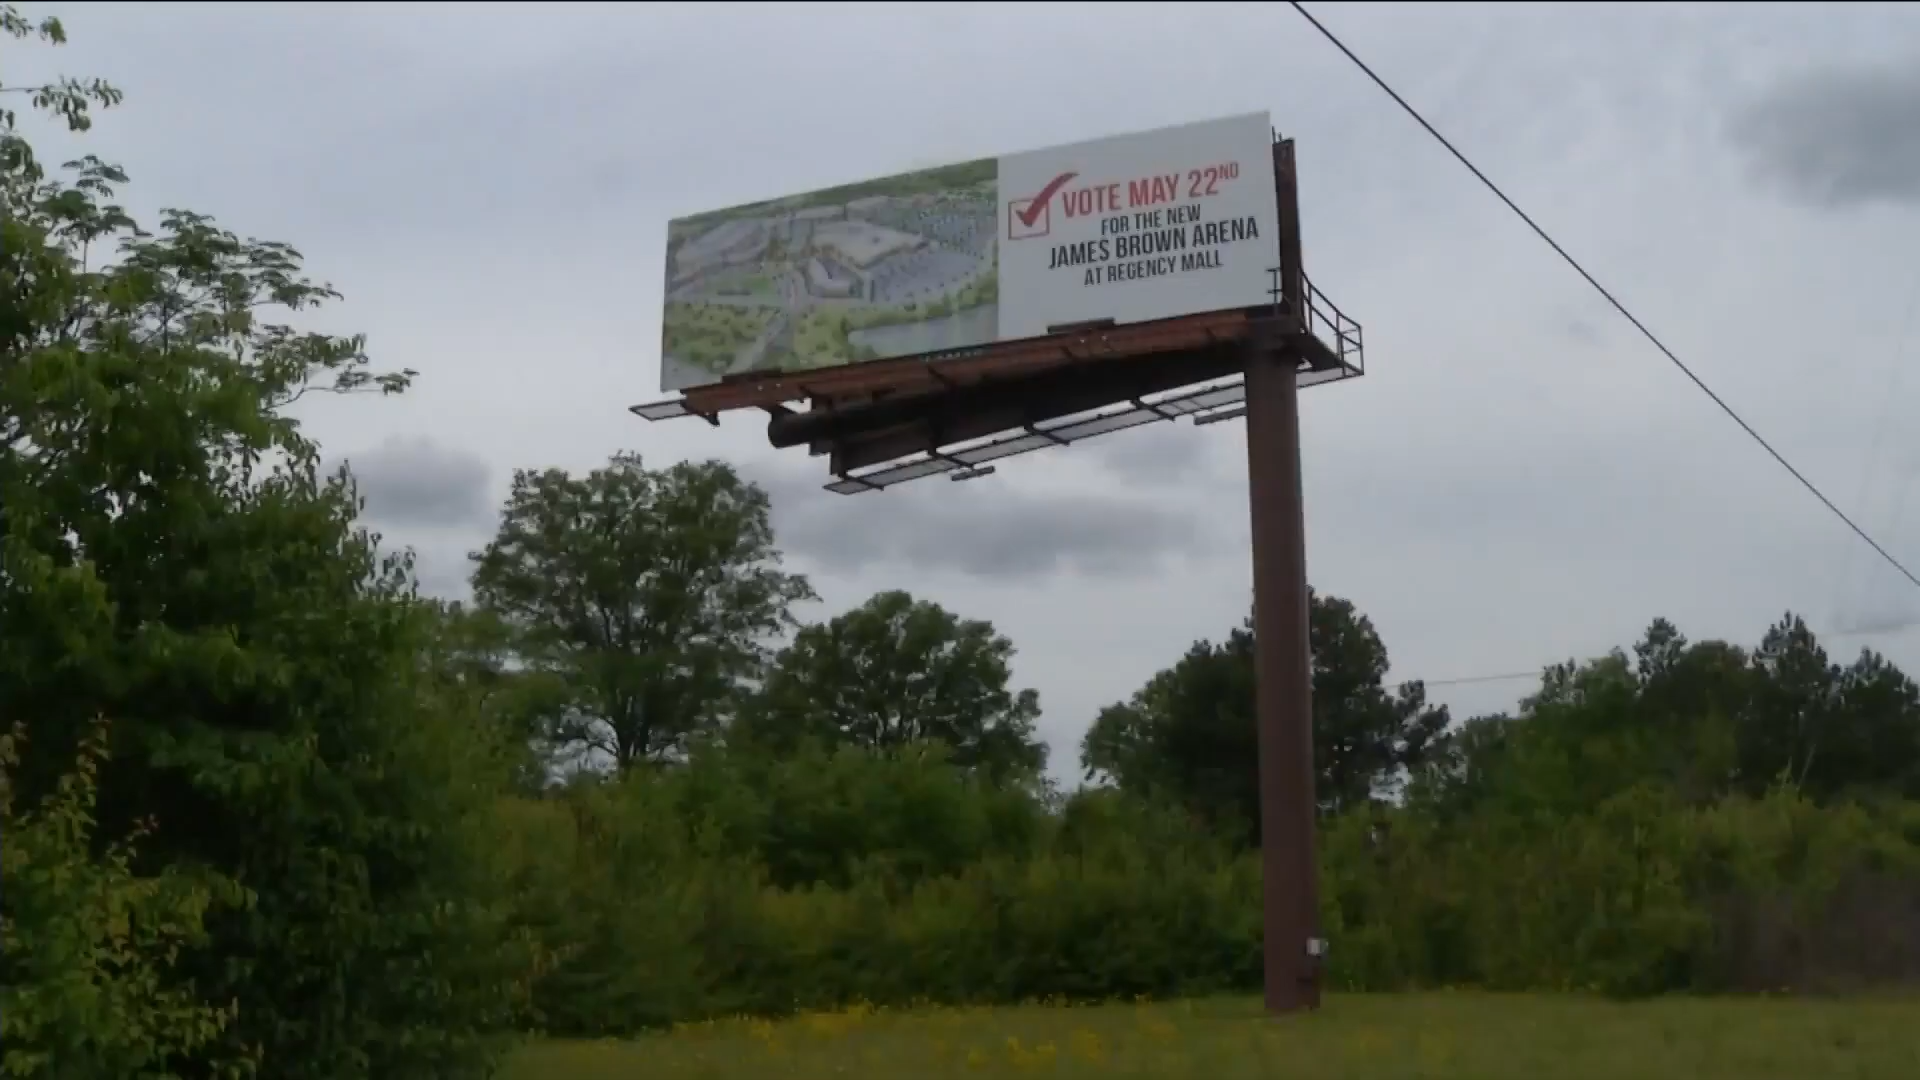 VOTE MAY 22ND
FOR THE NEW
JAMES BROWN ARENA
AT REGENCY MALL